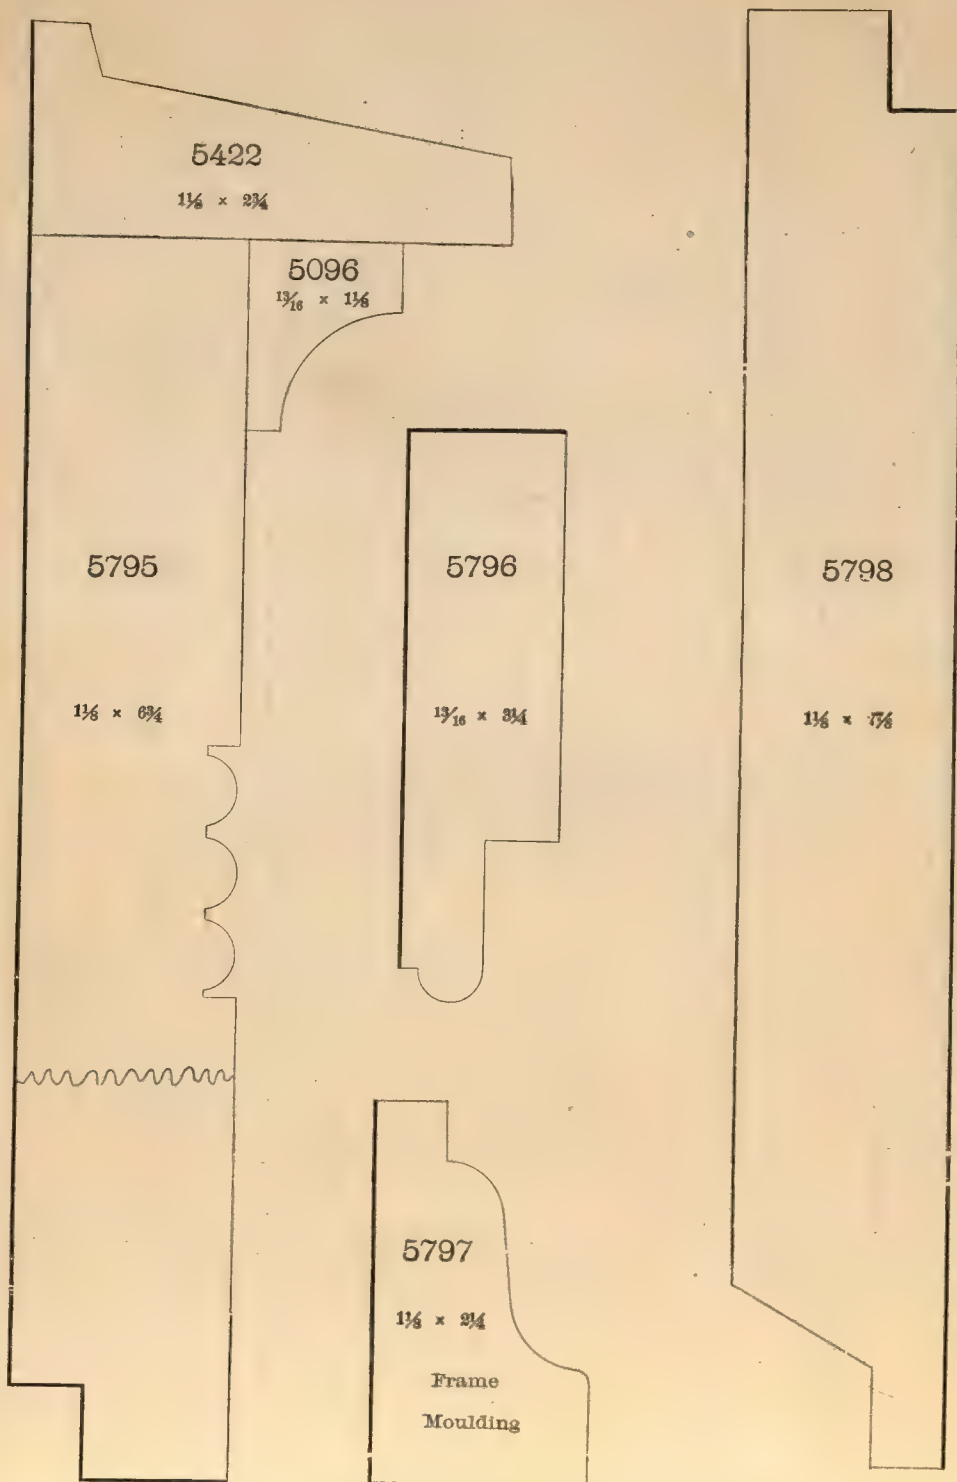 5422
1⅛ × 2¾
5096
13/16 × 1⅛
5795
1⅛ × 6¾
5796
13/16 × 3¼
5798
1⅛ × 7⅞
5797
1⅛ × 2¼
Frame
Moulding